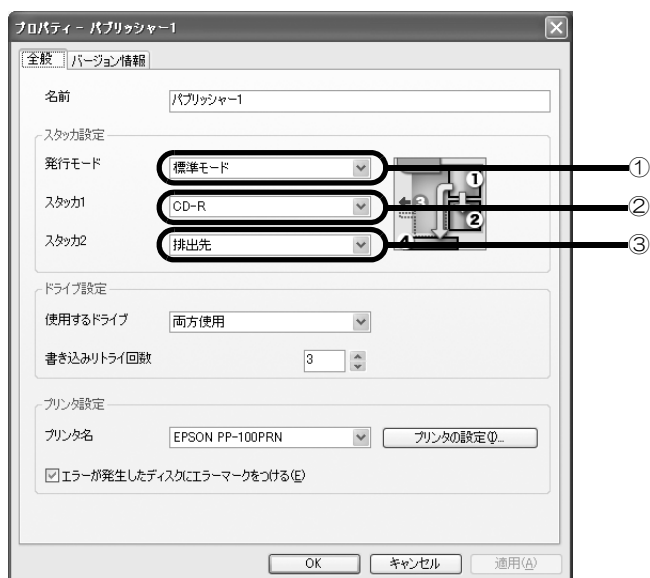 プロパティー - パブリッシャー1
全般 バージョン情報
名前 パブリッシャー1
スタッカ設定
発行モード 標準モード ①
スタッカ1 CD-R ②
スタッカ2 排出先 ③
1
2
3
4
ドライブ設定
使用するドライブ 両方使用
書き込みリトライ回数 3
プリンタ設定
プリンタ名 EPSON PP-100PRN プリンタの設定(I)...
エラーが発生したディスクにエラーマークをつける(E)
OK キャンセル 適用(A)